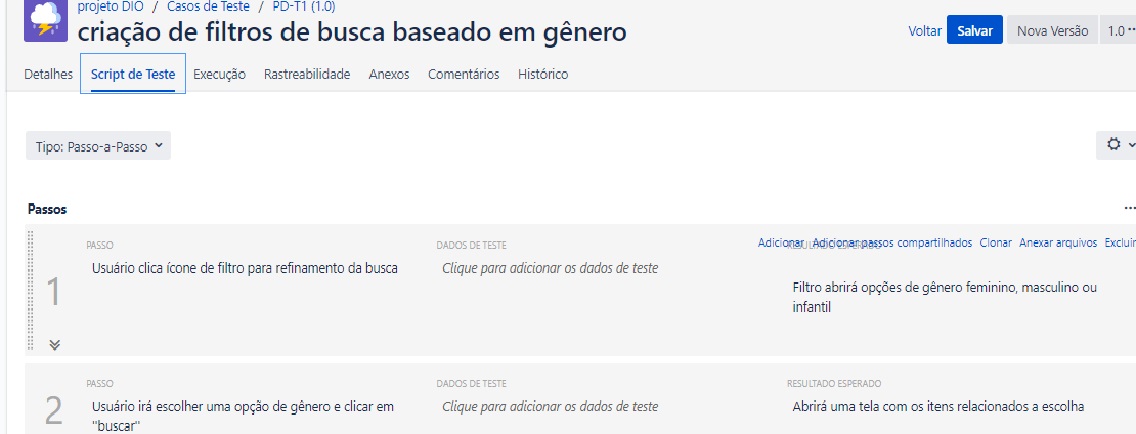 projeto DIO / Casos de Teste / PD-T1 (1.0)
criação de filtros de busca baseado em gênero
Voltar Salvar Nova Versão 1.0 ···
Detalhes Script de Teste Execução Rastreabilidade Anexos Comentários Histórico
Tipo: Passo-a-Passo
Passos
...
PASSO DADOS DE TESTE RESULTADO ESPERADO
Adicionar Adicionar passos compartilhados Clonar Anexar arquivos Excluir
1
Usuário clica ícone de filtro para refinamento da busca
Clique para adicionar os dados de teste
Filtro abrirá opções de gênero feminino, masculino ou
infantil
PASSO DADOS DE TESTE RESULTADO ESPERADO
2
Usuário irá escolher uma opção de gênero e clicar em
"buscar"
Clique para adicionar os dados de teste
Abrirá uma tela com os itens relacionados a escolha